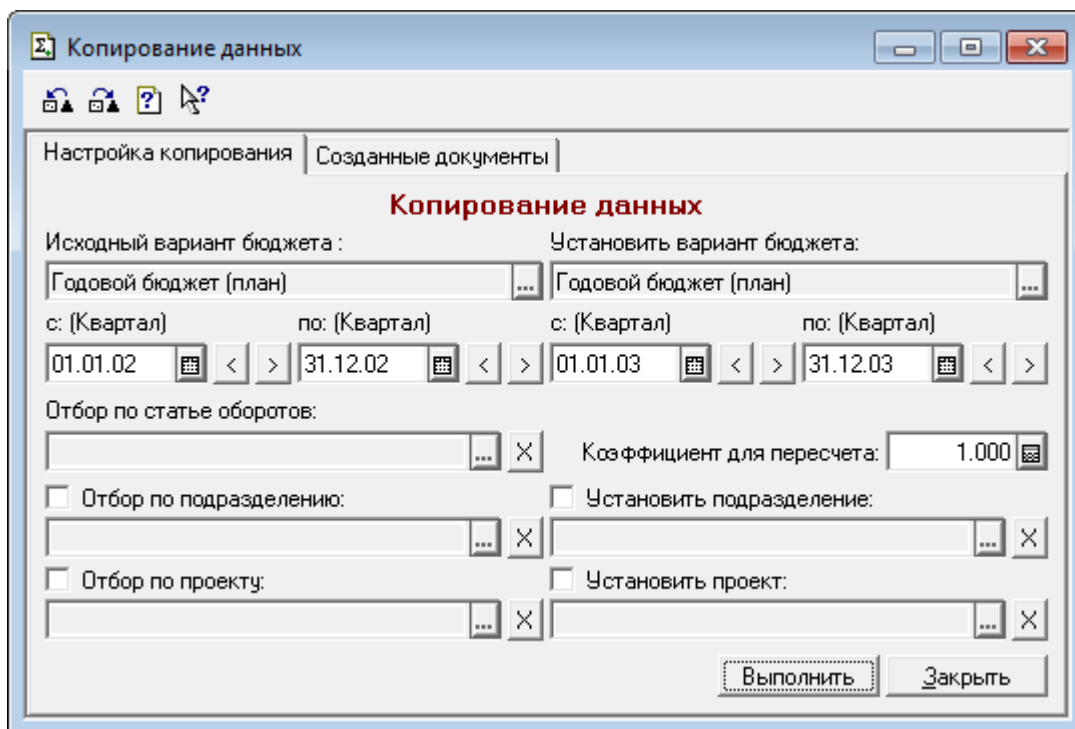 Копирование данных
Настройка копирования Созданные документы
Копирование данных
Исходный вариант бюджета : Установить вариант бюджета:
Годовой бюджет (план) ... Годовой бюджет (план) ...
с: (Квартал) по: (Квартал) с: (Квартал) по: (Квартал)
01.01.02 < > 31.12.02 < > 01.01.03 < > 31.12.03 < >
Отбор по статье оборотов:
... X Коэффициент для пересчета: 1.000
Отбор по подразделению: Установить подразделение:
... X ... X
Отбор по проекту: Установить проект:
... X ... X
Выполнить Закрыть